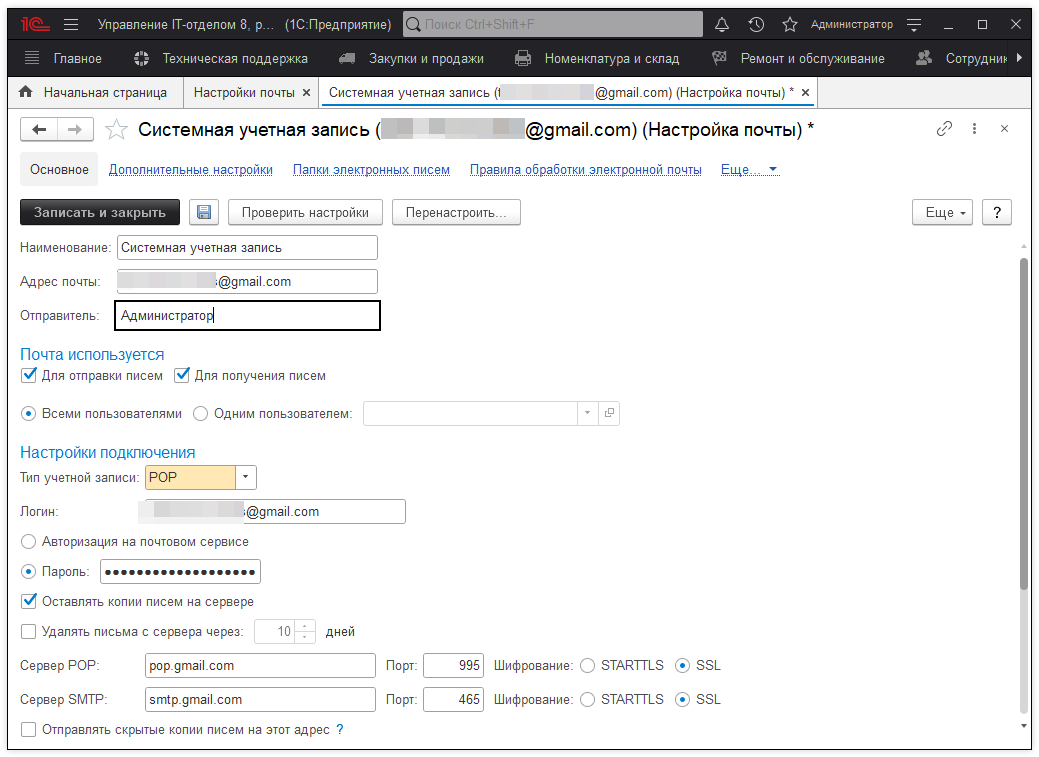 1С Управление IT-отделом 8, р... (1С:Предприятие) Поиск Ctrl+Shift+F Администратор
Главное Техническая поддержка Закупки и продажи Номенклатура и склад Ремонт и обслуживание Сотрудник
Начальная страница Настройки почты × Системная учетная запись (t @gmail.com) (Настройка почты) * ×
Системная учетная запись ( @gmail.com) (Настройка почты) *
Основное Дополнительные настройки Папки электронных писем Правила обработки электронной почты Еще...
Записать и закрыть Проверить настройки Перенастроить... Еще ?
Наименование: Системная учетная запись
Адрес почты: @gmail.com
Отправитель: Администратор
Почта используется
Для отправки писем Для получения писем
Всеми пользователями Одним пользователем:
Настройки подключения
Тип учетной записи: POP
Логин: @gmail.com
Авторизация на почтовом сервисе
Пароль: •••••••••••••••••••
Оставлять копии писем на сервере
Удалять письма с сервера через: 10 дней
Сервер POP: pop.gmail.com Порт: 995 Шифрование: STARTTLS SSL
Сервер SMTP: smtp.gmail.com Порт: 465 Шифрование: STARTTLS SSL
Отправлять скрытые копии писем на этот адрес ?